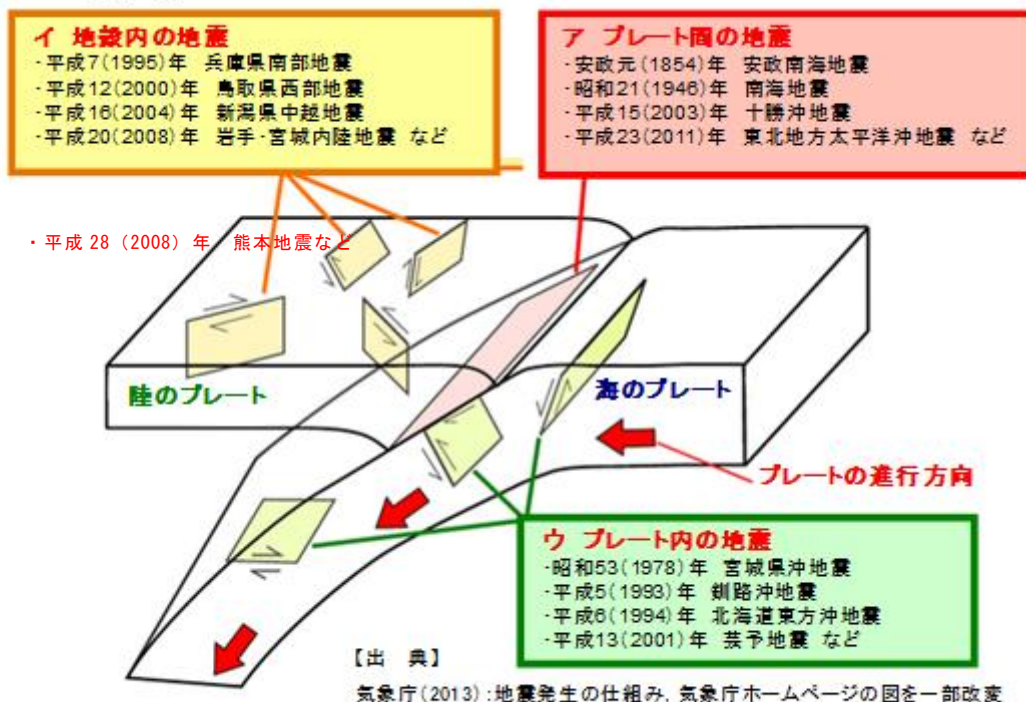 イ 地殻内の地震
・平成7(1995)年 兵庫県南部地震
・平成12(2000)年 鳥取県西部地震
・平成16(2004)年 新潟県中越地震
・平成20(2008)年 岩手・宮城内陸地震 など
ア プレート間の地震
・安政元(1854)年 安政南海地震
・昭和21(1946)年 南海地震
・平成15(2003)年 十勝沖地震
・平成23(2011)年 東北地方太平洋沖地震 など
・平成 28 (2008) 年 熊本地震など
陸のプレート
海のプレート
プレートの進行方向
ウ プレート内の地震
・昭和53(1978)年 宮城県沖地震
・平成5(1993)年 釧路沖地震
・平成6(1994)年 北海道東方沖地震
・平成13(2001)年 芸予地震 など
【出 典】
気象庁(2013):地震発生の仕組み, 気象庁ホームページの図を一部改変